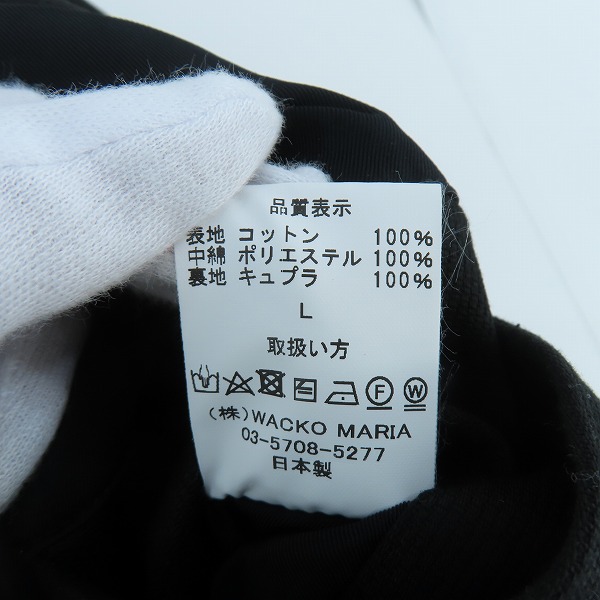 品質表示
表地 コットン 100%
中綿 ポリエステル 100%
裏地 キュプラ 100%
L
取扱い方
F W
(株)WACKO MARIA
03-5708-5277
日本製